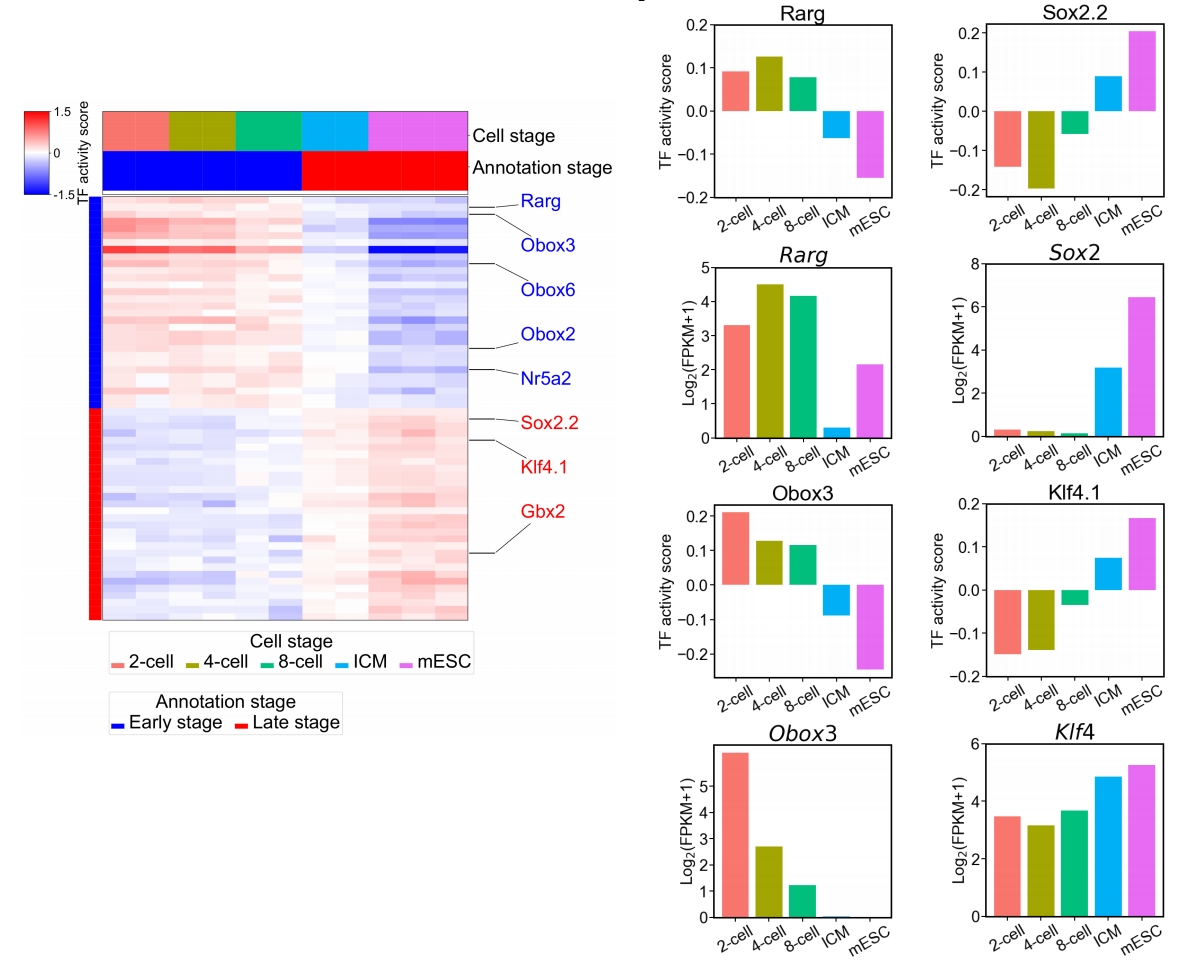 1.5
0
-1.5
TF activity score
Cell stage
Annotation stage
Rarg
Obox3
Obox6
Obox2
Nr5a2
Sox2.2
Klf4.1
Gbx2
Cell stage
2-cell 4-cell 8-cell ICM mESC
Annotation stage
Early stage Late stage
Rarg
TF activity score
0.2
0.1
0.0
−0.1
−0.2
2-cell 4-cell 8-cell ICM mESC
Sox2.2
TF activity score
0.2
0.1
0.0
−0.1
−0.2
2-cell 4-cell 8-cell ICM mESC
Rarg
Log₂(FPKM+1)
5
4
3
2
1
0
2-cell 4-cell 8-cell ICM mESC
Sox2
Log₂(FPKM+1)
8
6
4
2
0
2-cell 4-cell 8-cell ICM mESC
Obox3
TF activity score
0.2
0.1
0.0
−0.1
−0.2
2-cell 4-cell 8-cell ICM mESC
Klf4.1
TF activity score
0.2
0.1
0.0
−0.1
−0.2
2-cell 4-cell 8-cell ICM mESC
Obox3
Log₂(FPKM+1)
5
4
3
2
1
0
2-cell 4-cell 8-cell ICM mESC
Klf4
Log₂(FPKM+1)
6
4
2
0
2-cell 4-cell 8-cell ICM mESC